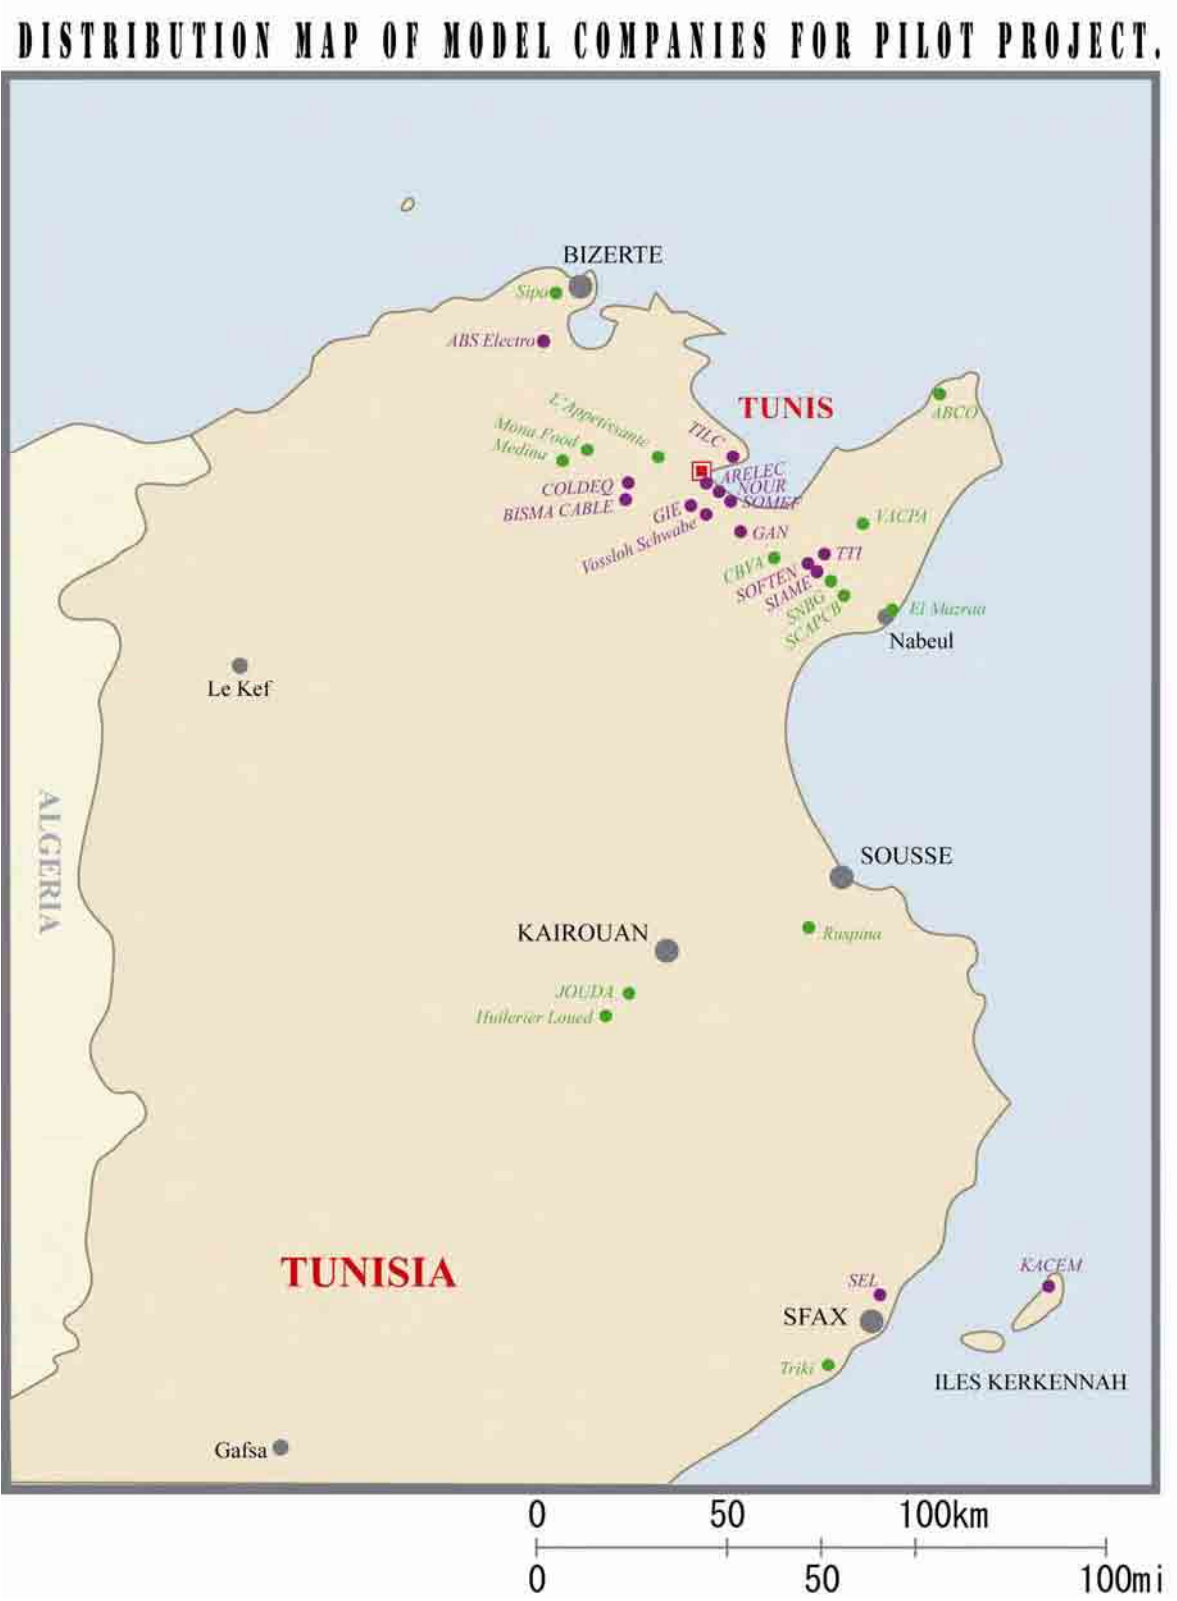 DISTRIBUTION MAP OF MODEL COMPANIES FOR PILOT PROJECT.
BIZERTE
Sipo
ABS Electro
TUNIS
ABCO
L'Appetissante
Mona Food
Medina
TILC
ARELEC
NOUR
SOMEF
COLDEQ
BISMA CABLE
GIE
Vossloh Schwabe
GAN
VACPA
TTI
CBVA
SOFTEN
SIAME
SNBG
SCAPCB
El Mazraa
Nabeul
Le Kef
ALGERIA
SOUSSE
KAIROUAN
Ruspina
JOUDA
Huilerier Loued
TUNISIA
SEL
KACEM
SFAX
Triki
ILES KERKENNAH
Gafsa
0 50 100km
0 50 100mi